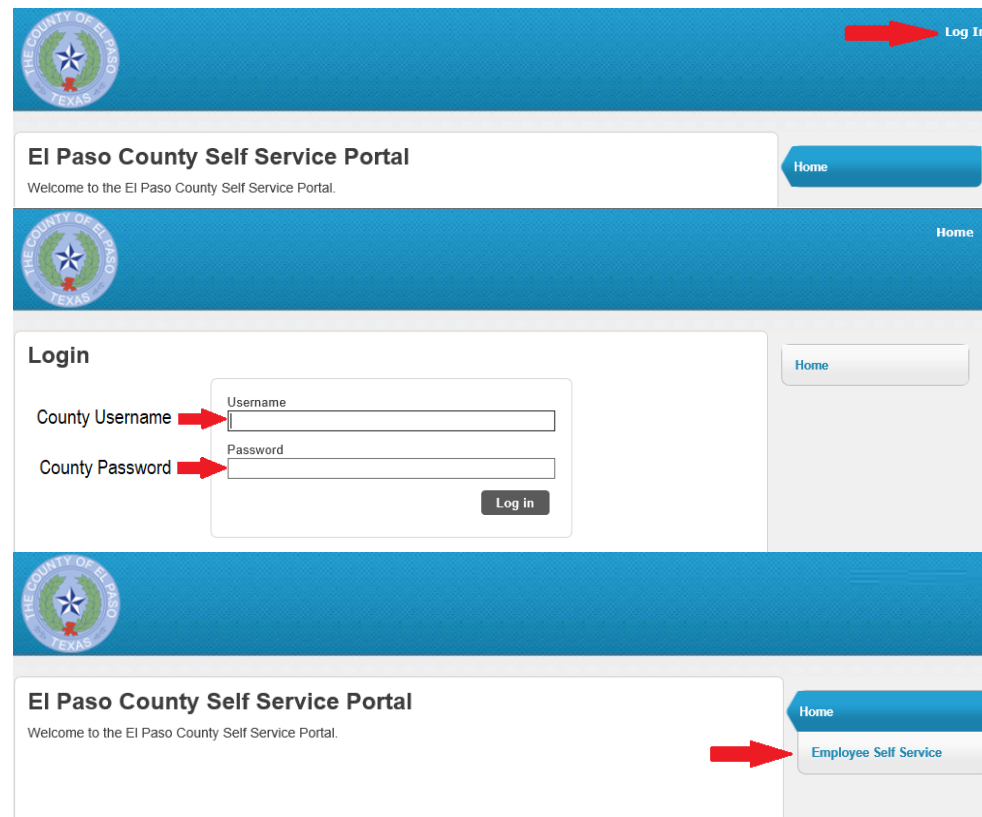 THE COUNTY OF EL PASO
TEXAS
Log In
El Paso County Self Service Portal
Welcome to the El Paso County Self Service Portal.
Home
THE COUNTY OF EL PASO
TEXAS
Home
Login
Home
Username
County Username
Password
County Password
Log in
THE COUNTY OF EL PASO
TEXAS
El Paso County Self Service Portal
Welcome to the El Paso County Self Service Portal.
Home
Employee Self Service